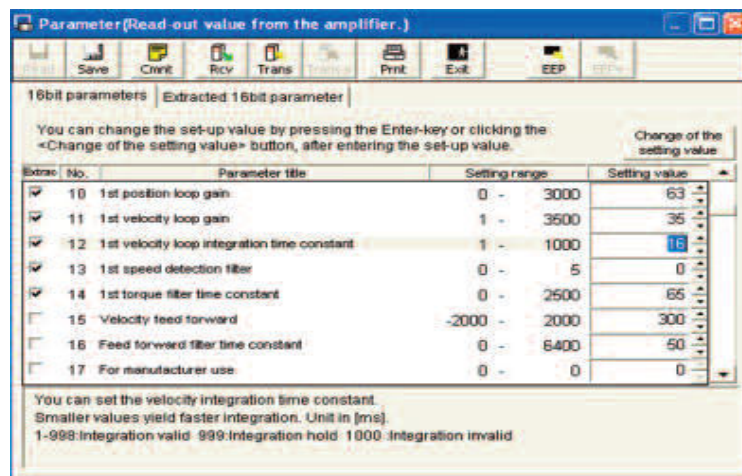 Parameter(Read-out value from the amplifier.)
Save Cmnt Rcv Trans Prnt Exit EEP
16bit parameters Extracted 16bit parameter
You can change the set-up value by pressing the Enter-key or clicking the
<Change of the setting value> button, after entering the set-up value.
Change of the
setting value
Extrac No. Parameter title Setting range Setting value
10 1st position loop gain 0 - 3000 63
11 1st velocity loop gain 1 - 3500 35
12 1st velocity loop integration time constant 1 - 1000 16
13 1st speed detection filter 0 - 5 0
14 1st torque filter time constant 0 - 2500 65
15 Velocity feed forward -2000 - 2000 300
16 Feed forward filter time constant 0 - 6400 50
17 For manufacturer use 0 - 0 0
You can set the velocity integration time constant.
Smaller values yield faster integration. Unit in [ms].
1-998:Integration valid 999:Integration hold 1000 :Integration invalid